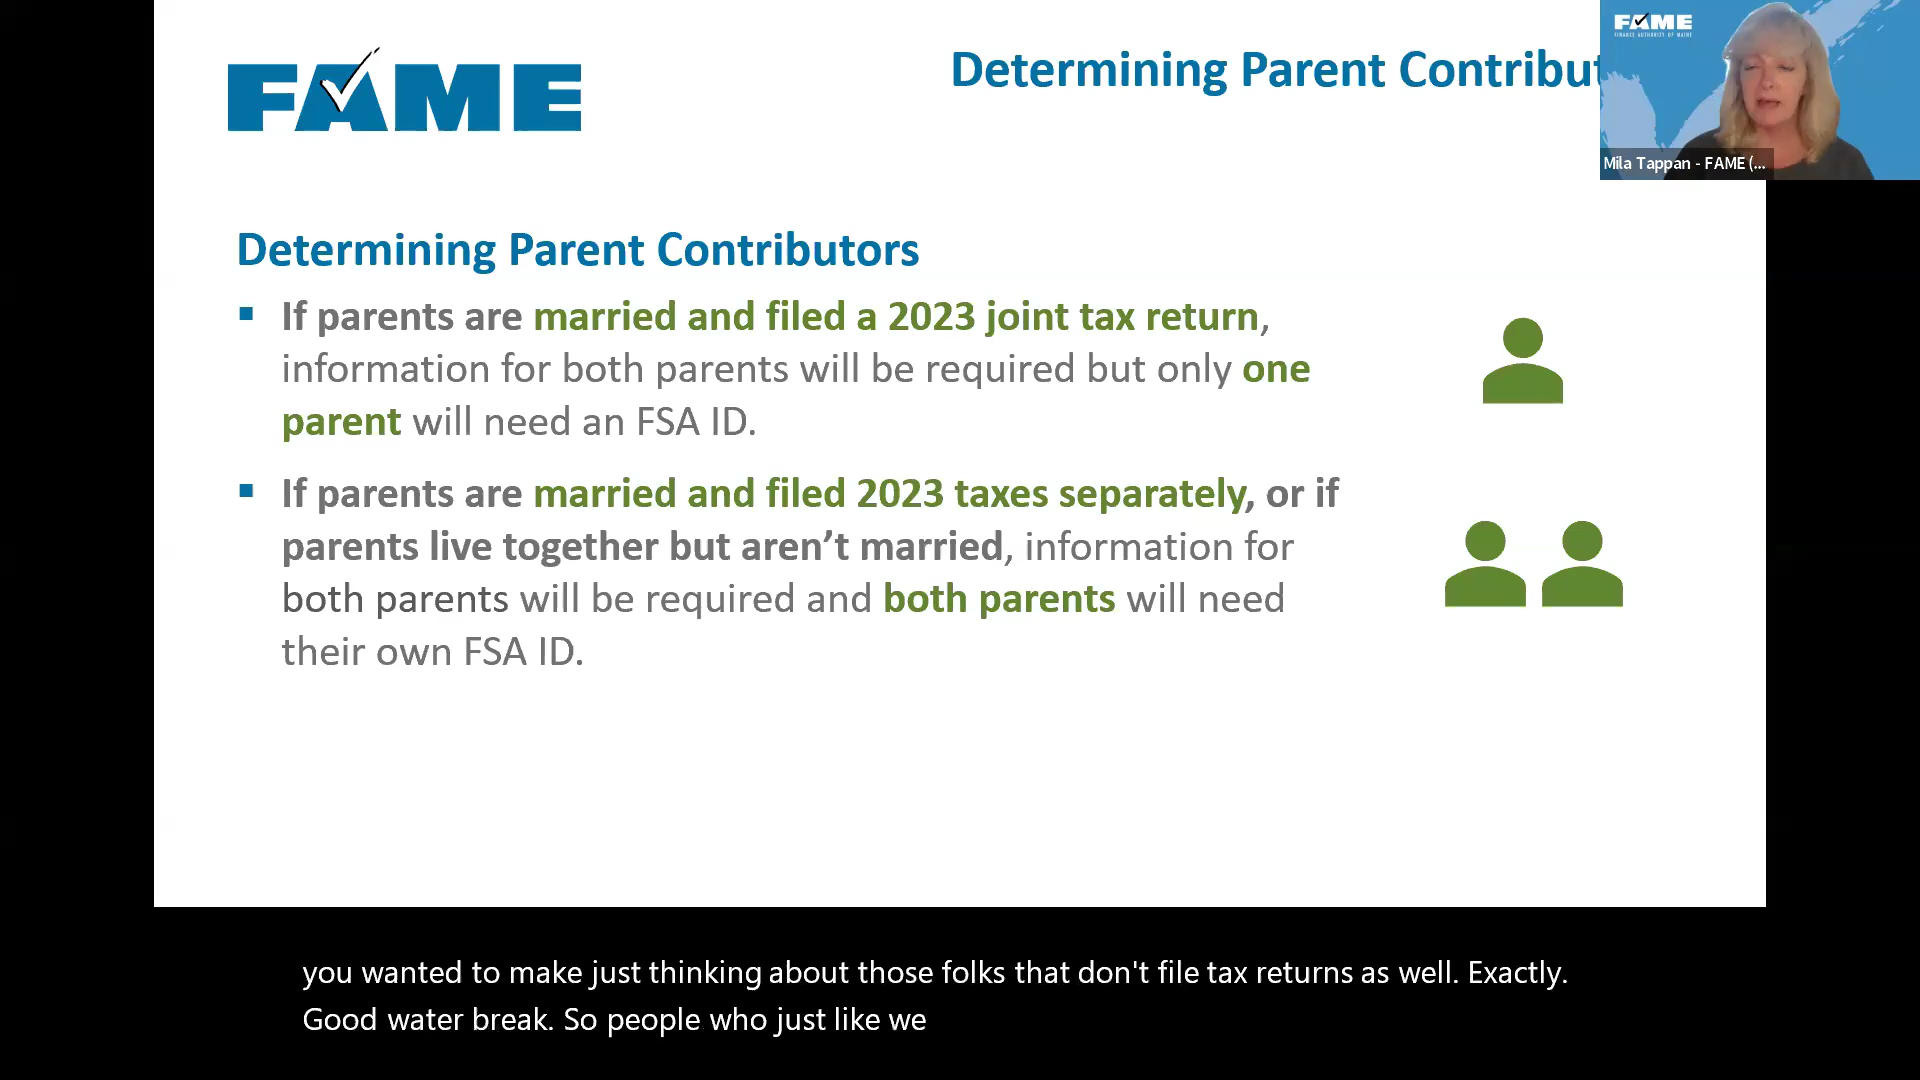 FAME
Determining Parent Contribut
FAME
FINANCE AUTHORITY OF MAINE
Mila Tappan - FAME (...
Determining Parent Contributors
▪ If parents are married and filed a 2023 joint tax return,
information for both parents will be required but only one
parent will need an FSA ID.
▪ If parents are married and filed 2023 taxes separately, or if
parents live together but aren’t married, information for
both parents will be required and both parents will need
their own FSA ID.
you wanted to make just thinking about those folks that don't file tax returns as well. Exactly.
Good water break. So people who just like we